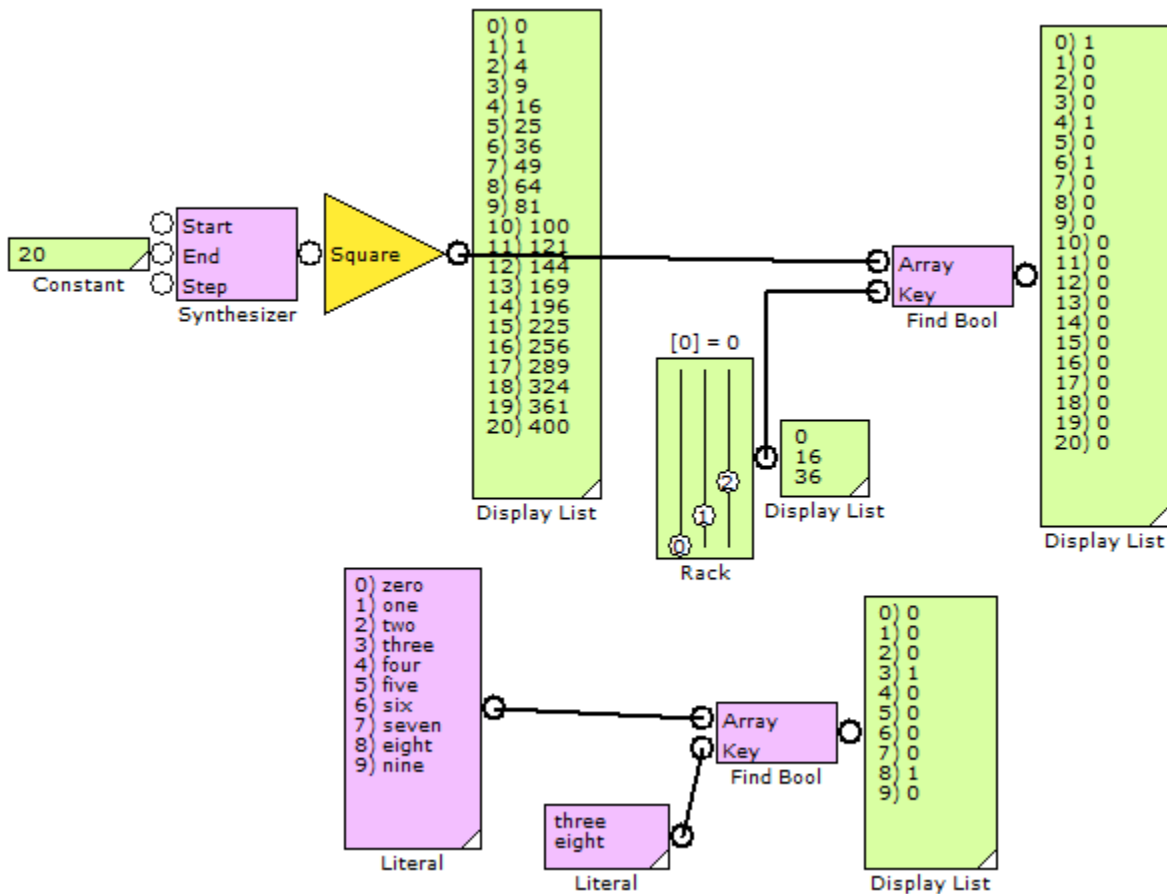 20
Constant
Start
End
Step
Synthesizer
Square
0) 0
1) 1
2) 4
3) 9
4) 16
5) 25
6) 36
7) 49
8) 64
9) 81
10) 100
11) 121
12) 144
13) 169
14) 196
15) 225
16) 256
17) 289
18) 324
19) 361
20) 400
Display List
[0] = 0
0
1
2
Rack
0
16
36
Display List
Array
Key
Find Bool
0) 1
1) 0
2) 0
3) 0
4) 1
5) 0
6) 1
7) 0
8) 0
9) 0
10) 0
11) 0
12) 0
13) 0
14) 0
15) 0
16) 0
17) 0
18) 0
19) 0
20) 0
Display List
0) zero
1) one
2) two
3) three
4) four
5) five
6) six
7) seven
8) eight
9) nine
Literal
three
eight
Literal
Array
Key
Find Bool
0) 0
1) 0
2) 0
3) 1
4) 0
5) 0
6) 0
7) 0
8) 1
9) 0
Display List